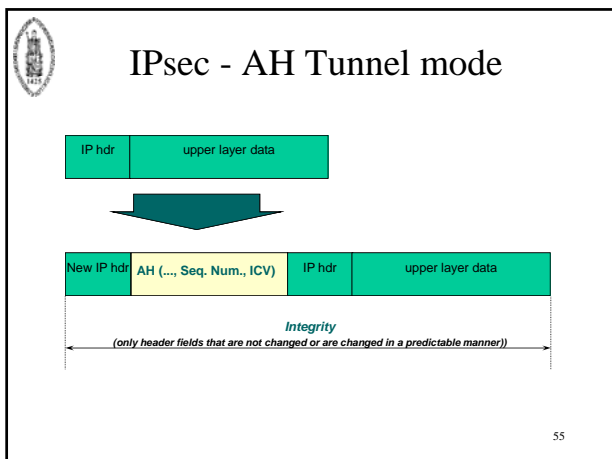 1425
IPsec - AH Tunnel mode
IP hdr
upper layer data
New IP hdr
AH (..., Seq. Num., ICV)
IP hdr
upper layer data
Integrity
(only header fields that are not changed or are changed in a predictable manner))
55